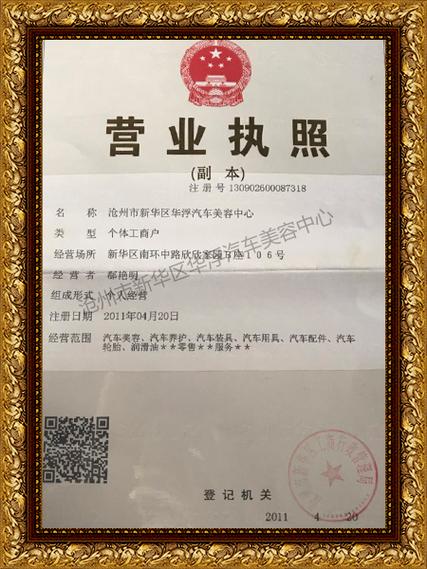 营业执照
(副 本)
注 册 号 130902600087318
名 称 沧州市新华区华浮汽车美容中心
类 型 个体工商户
经营场所 新华区南环中路欣欣家园B座106号
经 营 者 郗艳明
组成形式 个人经营
注册日期 2011年04月20日
经营范围 汽车美容、汽车养护、汽车装具、汽车用具、汽车配件、汽车
轮胎、润滑油**零售**服务**
沧州市新华区华浮汽车美容中心
登 记 机 关
2011 4 20